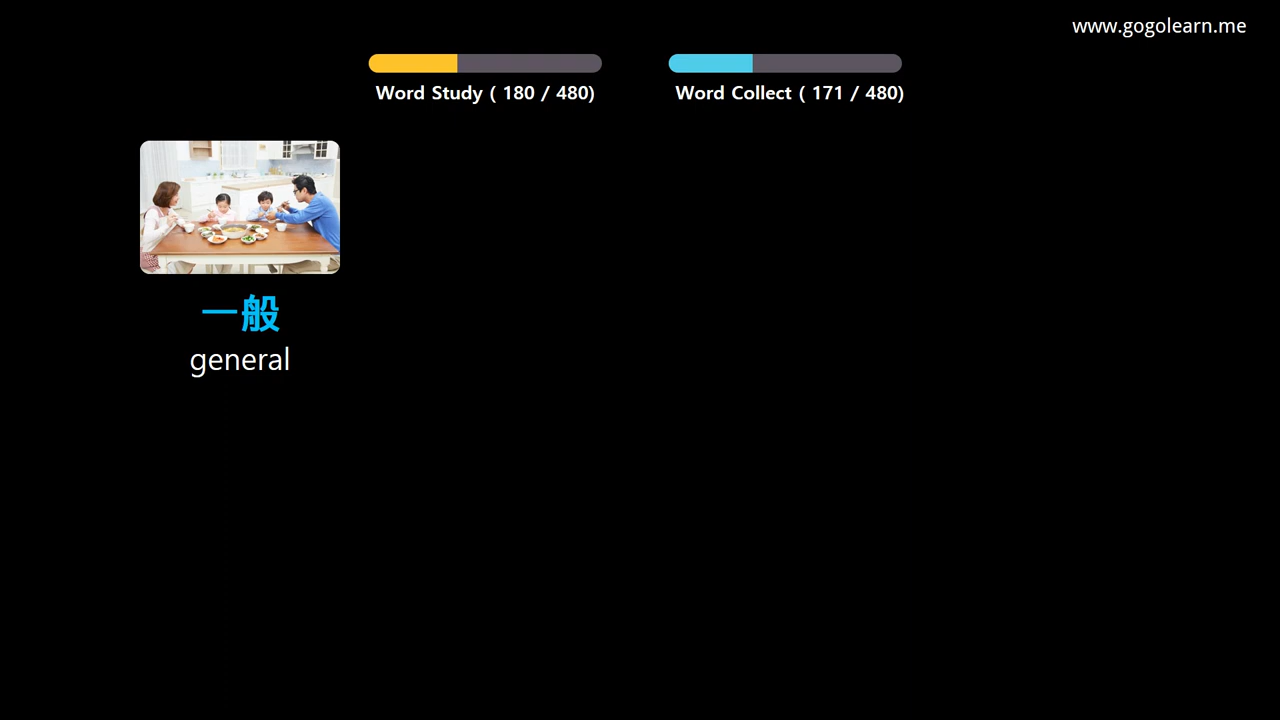 www.gogolearn.me
Word Study ( 180 / 480)
Word Collect ( 171 / 480)
一般
general